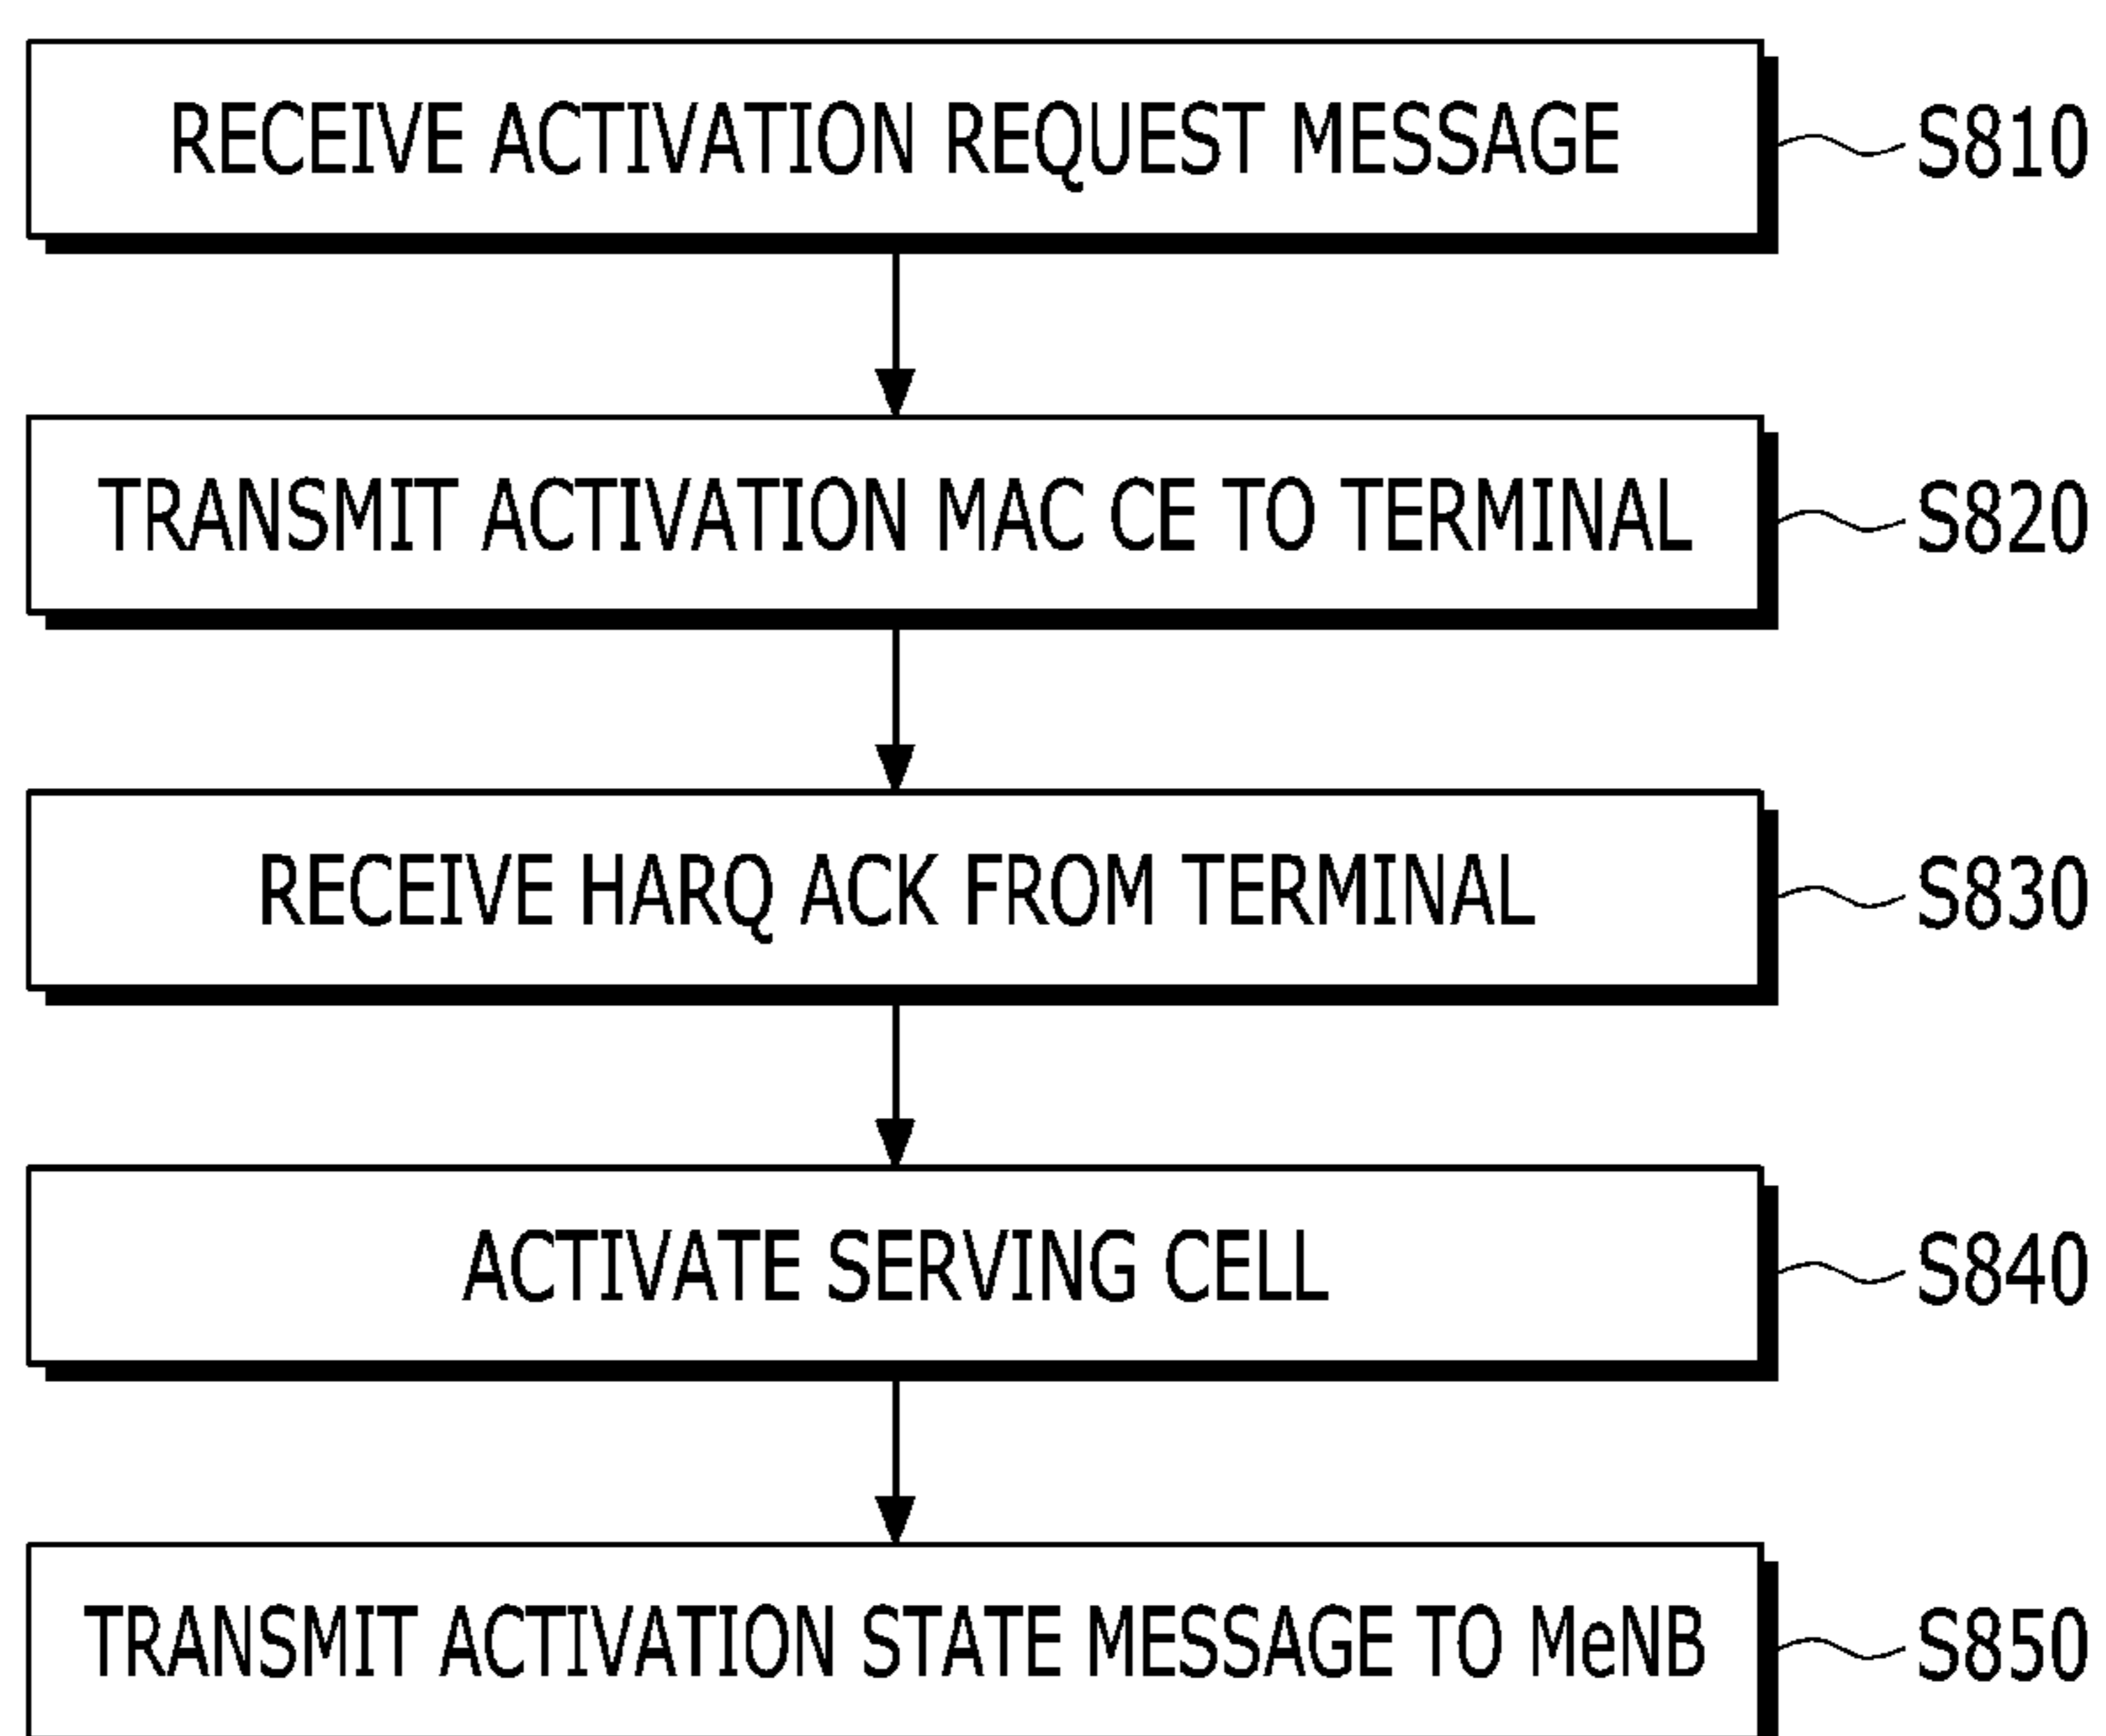 RECEIVE ACTIVATION REQUEST MESSAGE S810
TRANSMIT ACTIVATION MAC CE TO TERMINAL S820
RECEIVE HARQ ACK FROM TERMINAL S830
ACTIVATE SERVING CELL S840
TRANSMIT ACTIVATION STATE MESSAGE TO MeNB S850